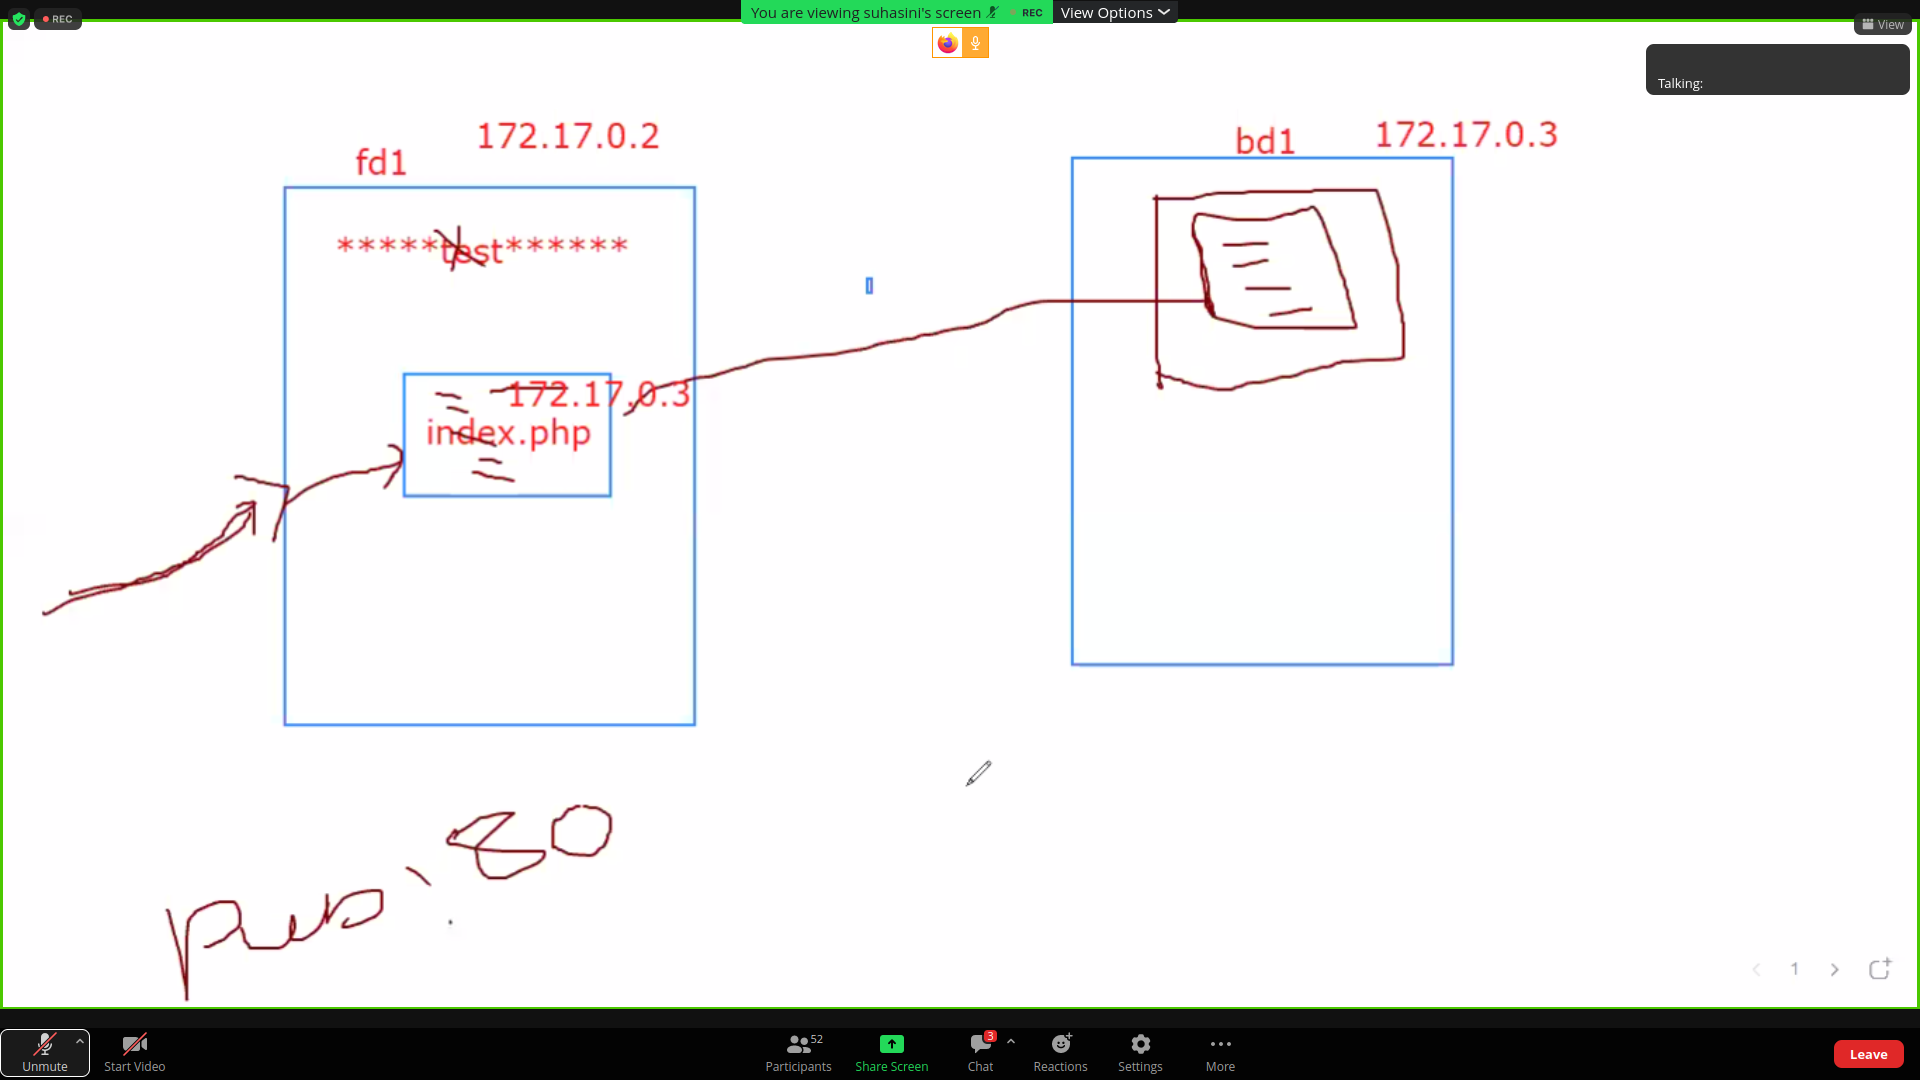 REC
You are viewing suhasini's screen
REC
View Options
View
Talking:
fd1
172.17.0.2
bd1
172.17.0.3
*****test******
172.17.0.3
index.php
80
1
Unmute
Start Video
Participants
52
Share Screen
Chat
3
Reactions
Settings
More
Leave